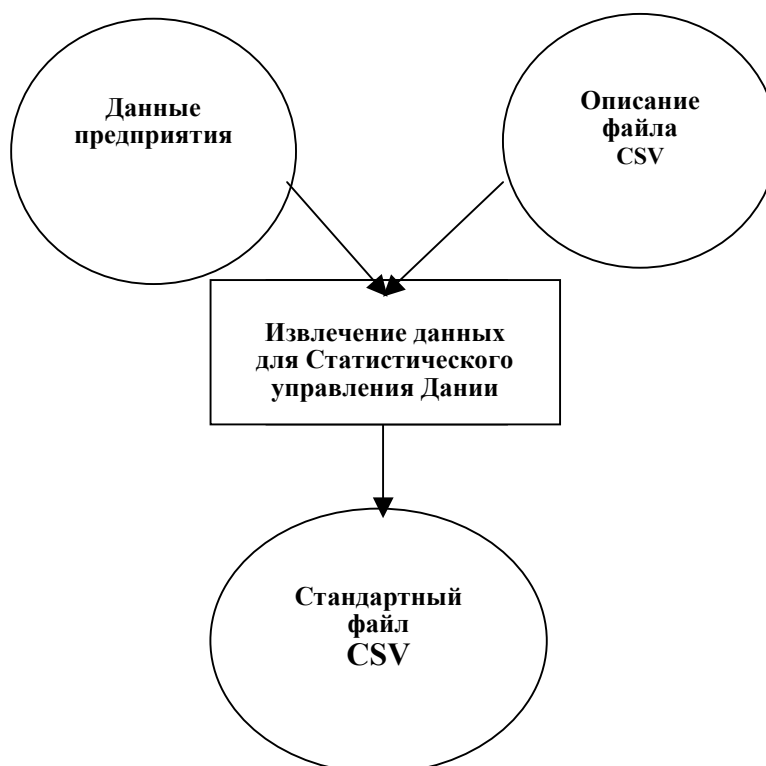 Данные
предприятия
Описание
файла
CSV
Извлечение данных
для Статистического
управления Дании
Стандартный
файл
CSV